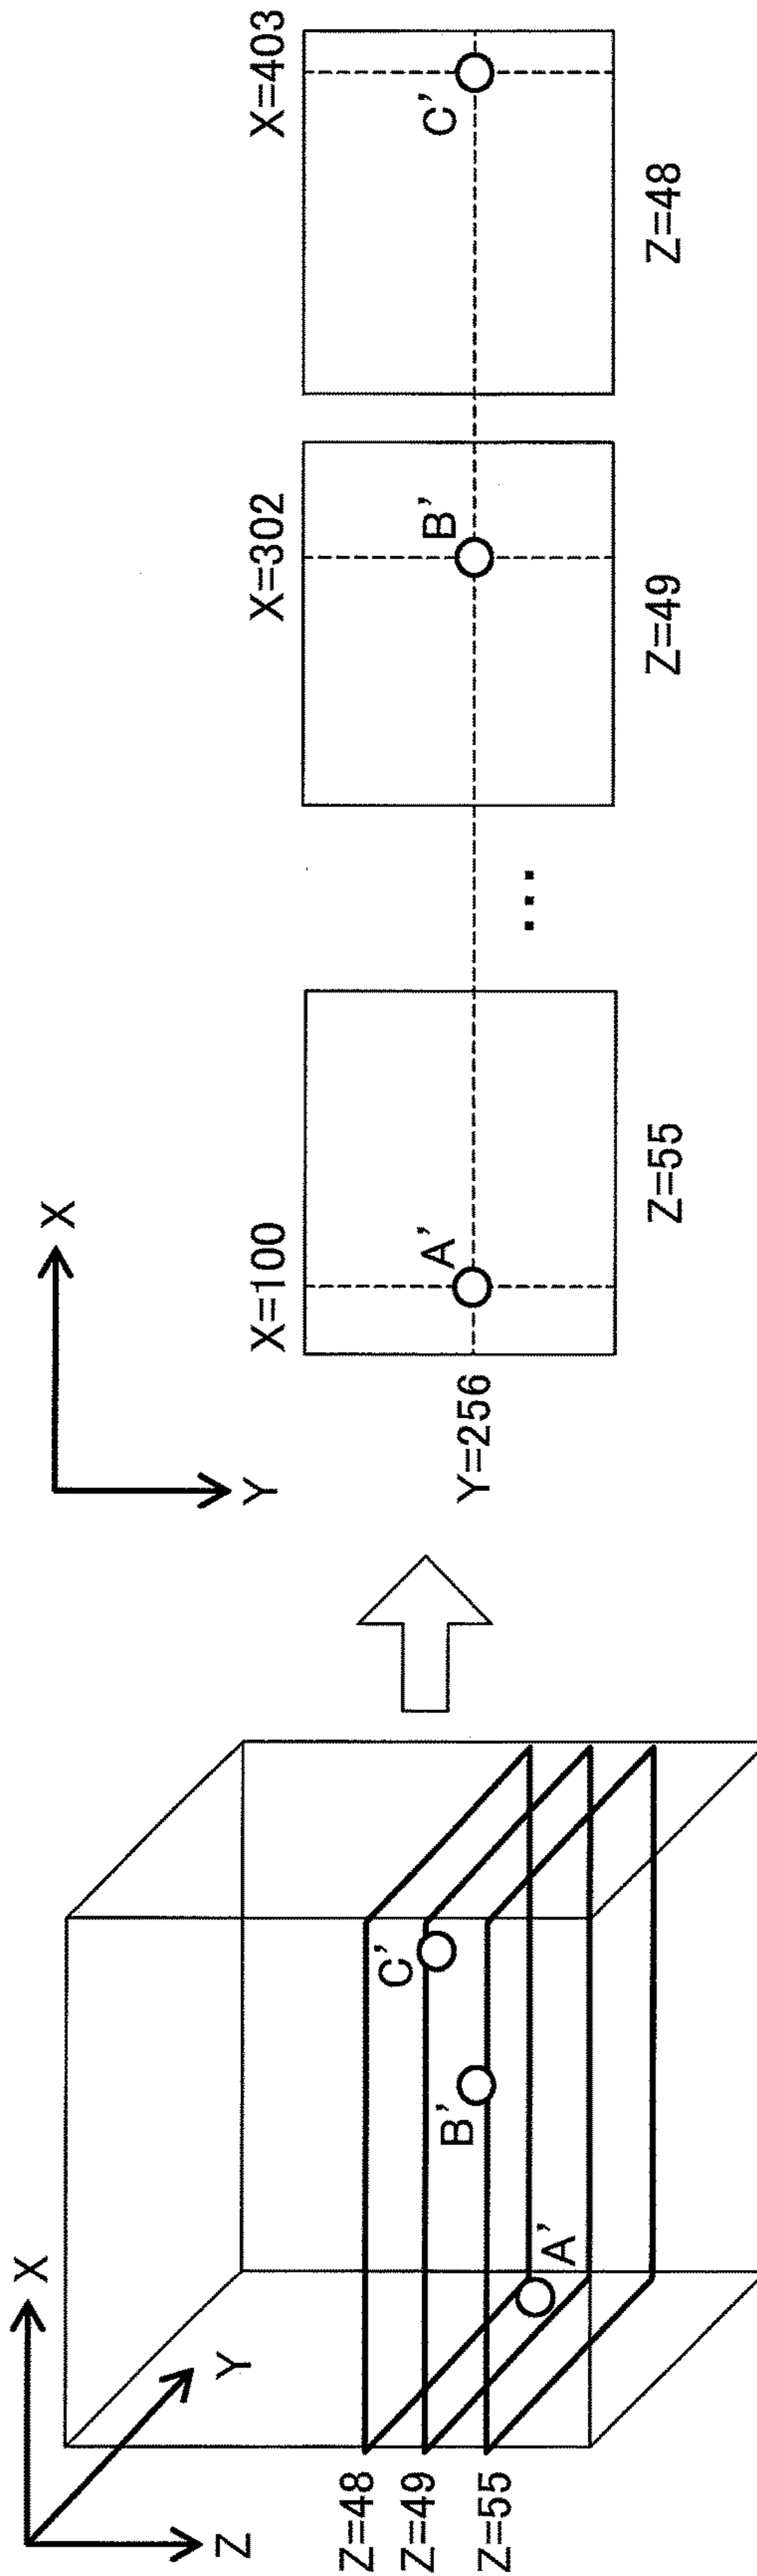 X
Y
Z
Z=48
Z=49
Z=55
A'
B'
C'
X
Y
X=100
X=302
X=403
A'
B'
C'
Y=256
...
Z=55
Z=49
Z=48